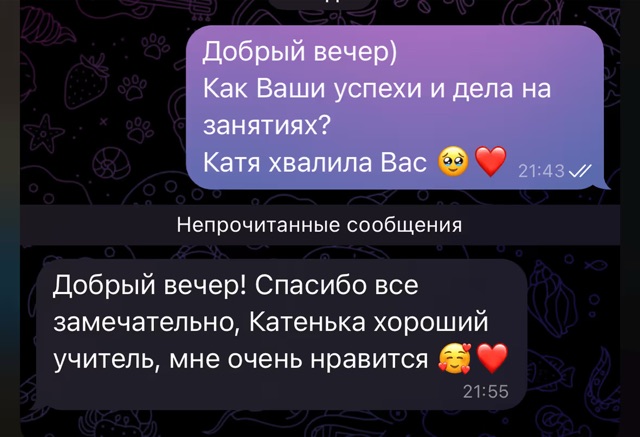 Добрый вечер)
Как Ваши успехи и дела на
занятиях?
Катя хвалила Вас 🥹❤️ 21:43
Непрочитанные сообщения
Добрый вечер! Спасибо все
замечательно, Катенька хороший
учитель, мне очень нравится 🥰❤️
21:55